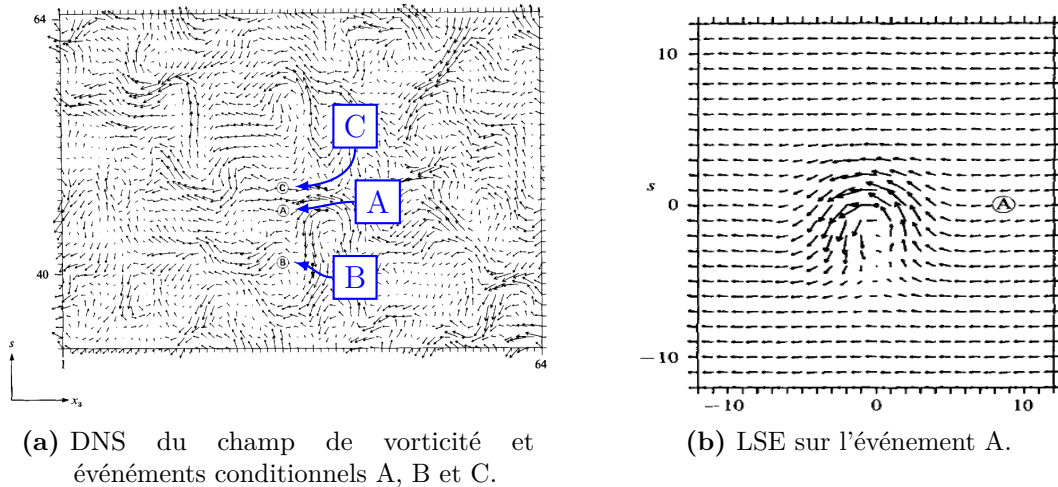 64
C
C
A
A
B
B
40
s
1
64
x₃
10
s
0
A
−10
−10
0
10
(a) DNS du champ de vorticité et
événéments conditionnels A, B et C.
(b) LSE sur l'événement A.